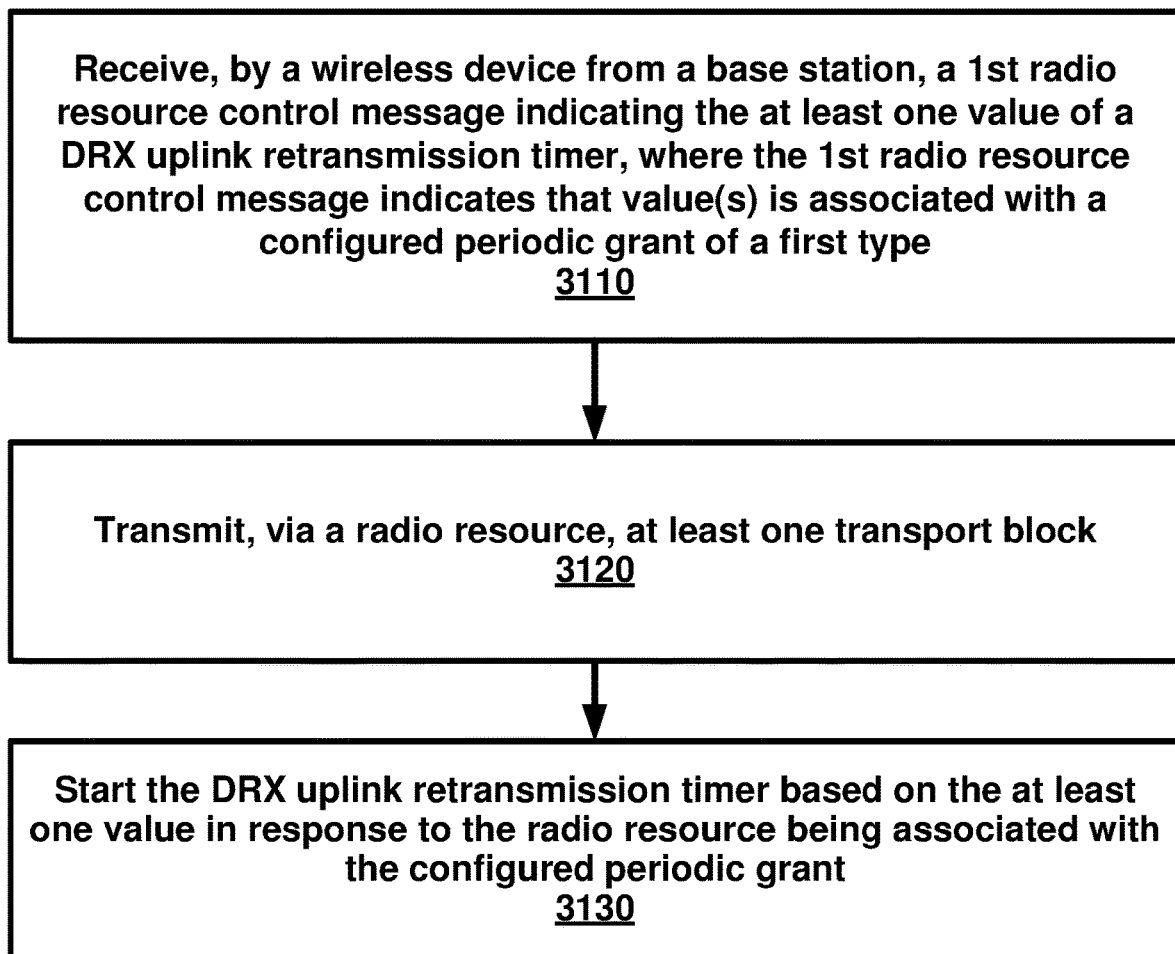 Receive, by a wireless device from a base station, a 1st radio
resource control message indicating the at least one value of a
DRX uplink retransmission timer, where the 1st radio resource
control message indicates that value(s) is associated with a
configured periodic grant of a first type
3110
Transmit, via a radio resource, at least one transport block
3120
Start the DRX uplink retransmission timer based on the at least
one value in response to the radio resource being associated with
the configured periodic grant
3130